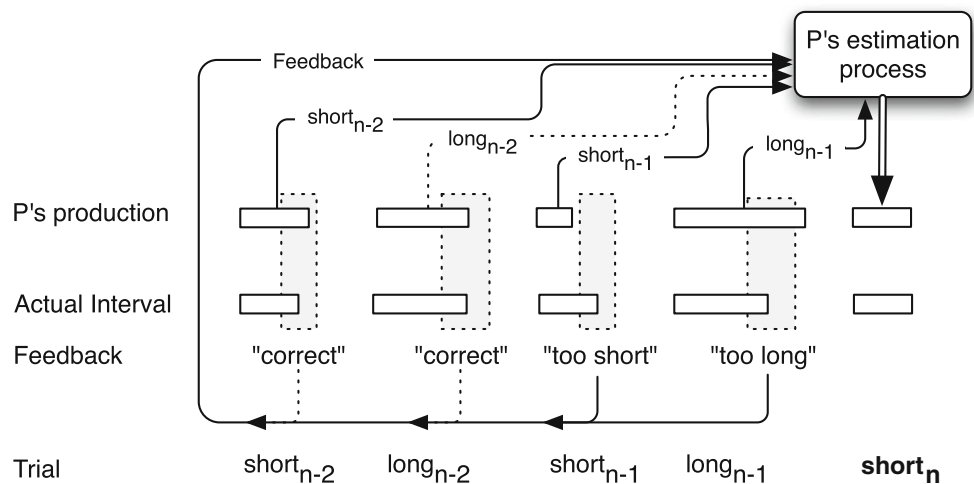 P's estimation
process
Feedback
short n-2
long n-2
short n-1
long n-1
P's production
Actual Interval
Feedback "correct" "correct" "too short" "too long"
Trial short n-2 long n-2 short n-1 long n-1 short n